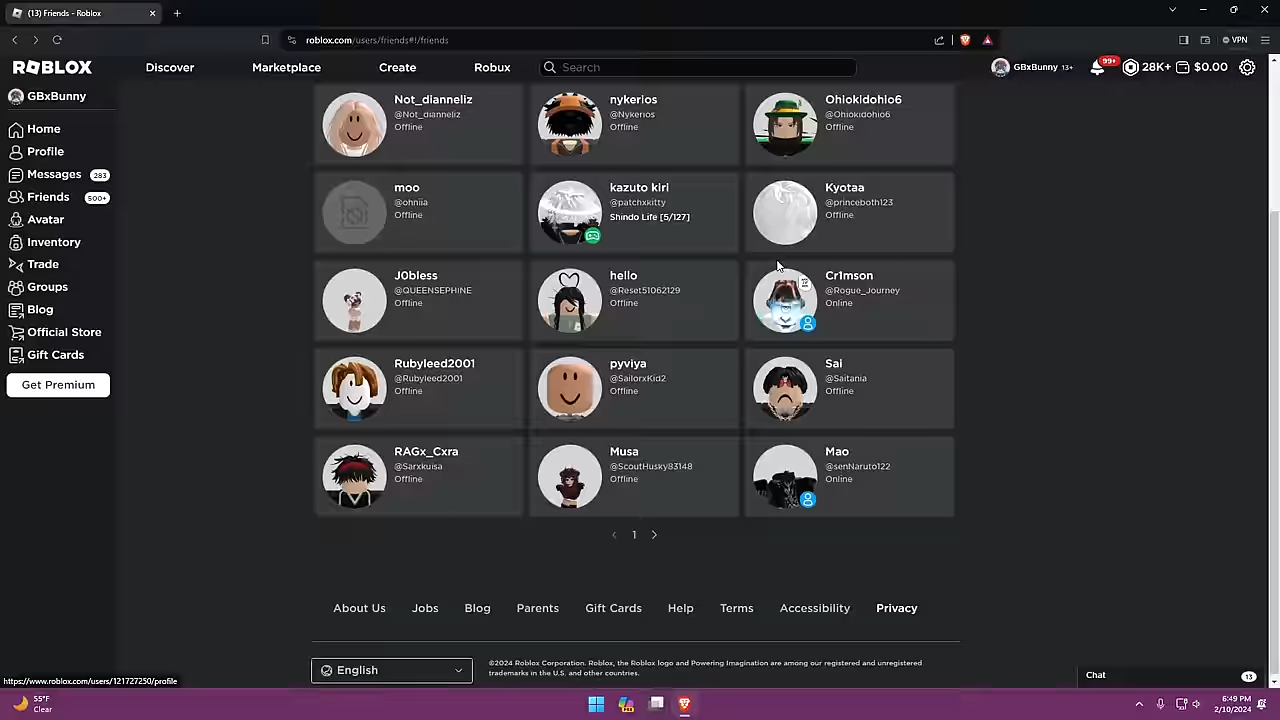 (13) Friends - Roblox
roblox.com/users/friends#!/friends
VPN
ROBLOX
Discover
Marketplace
Create
Robux
Search
GBxBunny 13+
99+
28K+
$0.00
GBxBunny
Home
Profile
Messages 283
Friends 500+
Avatar
Inventory
Trade
Groups
Blog
Official Store
Gift Cards
Get Premium
Not_dianneliz
@Not_dianneliz
Offline
nykerios
@Nykerios
Offline
Ohiokidohio6
@Ohiokidohio6
Offline
moo
@ohniia
Offline
kazuto kiri
@patchxkitty
Shindo Life [5/127]
Kyotaa
@princeboth123
Offline
J0bless
@QUEENSEPHINE
Offline
hello
@Reset51062129
Offline
Cr1mson
@Rogue_Journey
Online
Rubyleed2001
@Rubyleed2001
Offline
pyviya
@SailorxKid2
Offline
Sai
@Saitania
Offline
RAGx_Cxra
@Sarxkuisa
Offline
Musa
@ScoutHusky83148
Offline
Mao
@senNaruto122
Online
1
About Us
Jobs
Blog
Parents
Gift Cards
Help
Terms
Accessibility
Privacy
English
©2024 Roblox Corporation. Roblox, the Roblox logo and Powering Imagination are among our registered and unregistered
trademarks in the U.S. and other countries.
Chat
13
https://www.roblox.com/users/121727250/profile
55°F
Clear
6:49 PM
2/10/2024